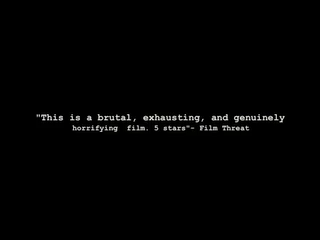 "This is a brutal, exhausting, and genuinely
horrifying  film. 5 stars"- Film Threat